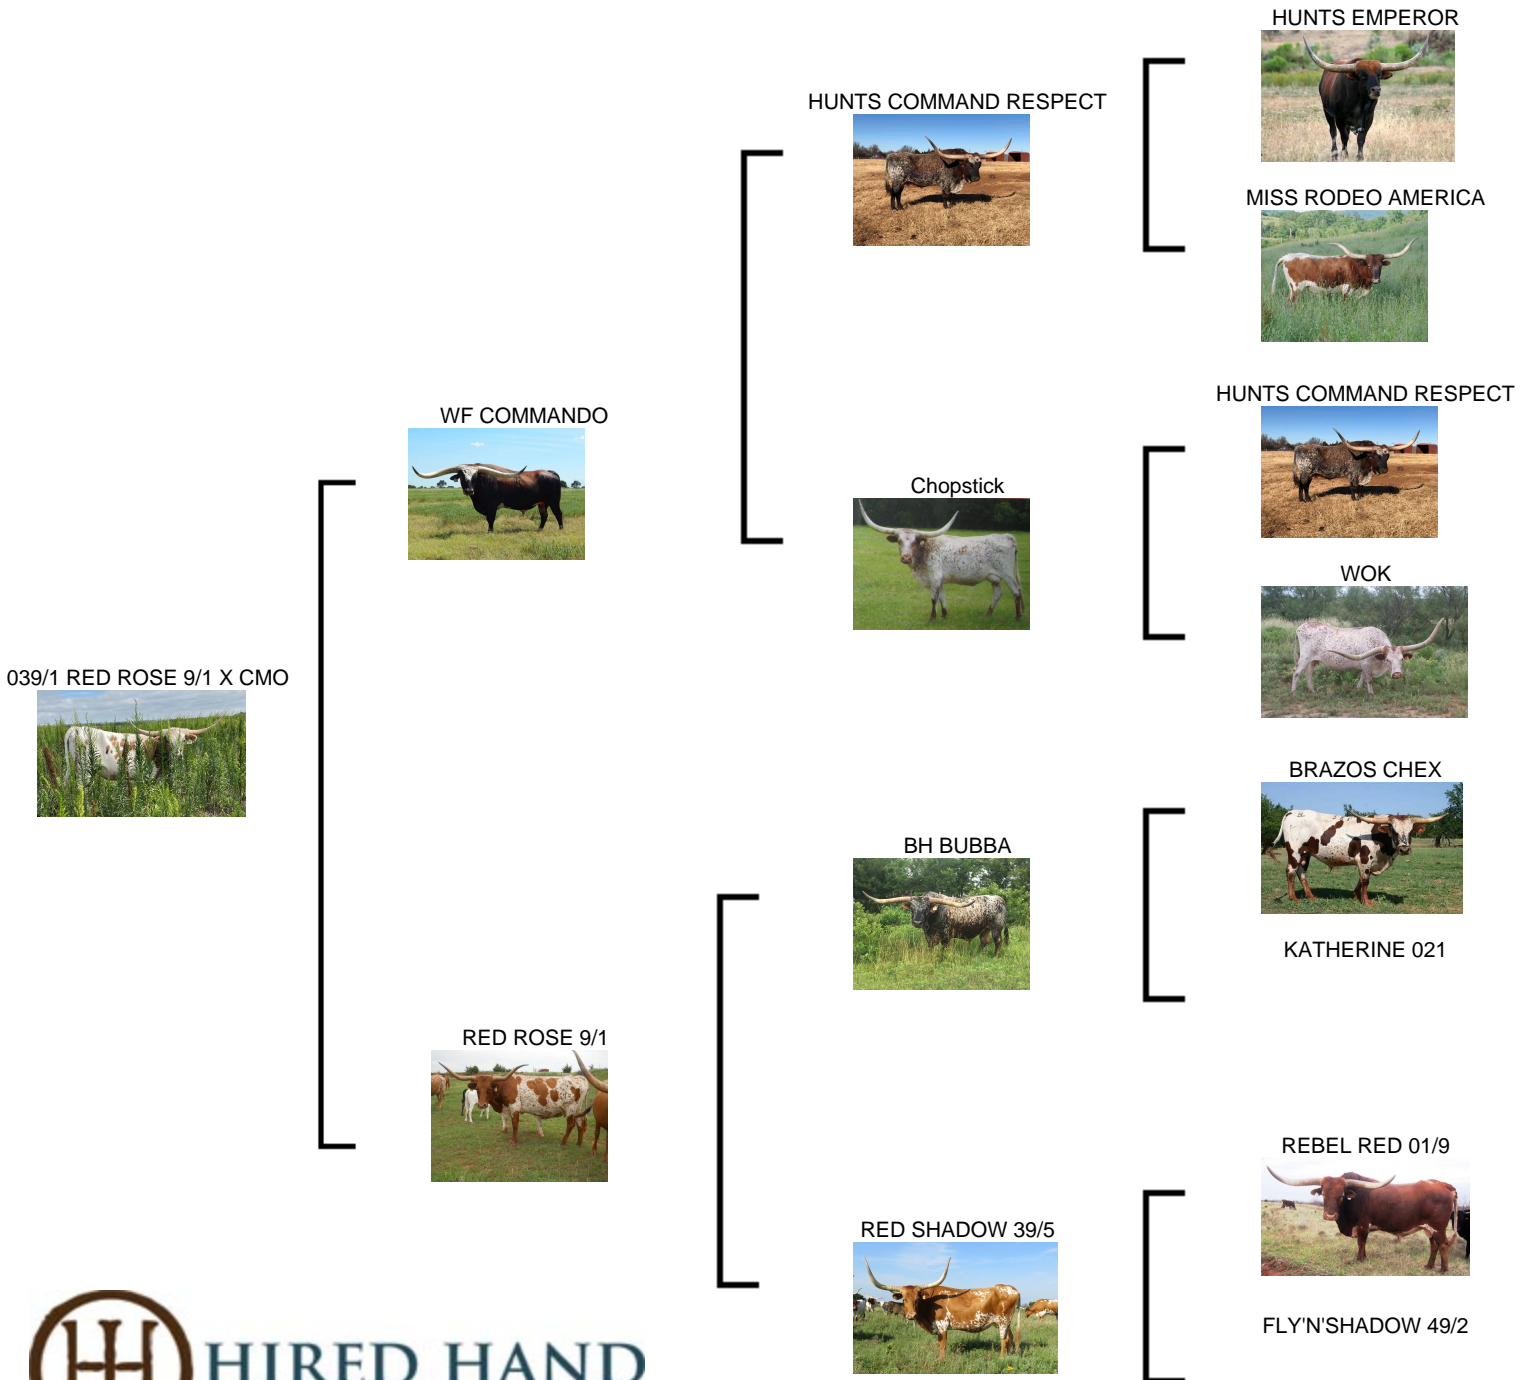 HUNTS EMPEROR
HUNTS COMMAND RESPECT
MISS RODEO AMERICA
HUNTS COMMAND RESPECT
WF COMMANDO
Chopstick
WOK
039/1 RED ROSE 9/1 X CMO
BRAZOS CHEX
BH BUBBA
KATHERINE 021
RED ROSE 9/1
REBEL RED 01/9
RED SHADOW 39/5
FLY'N'SHADOW 49/2
HH HIRED HAND